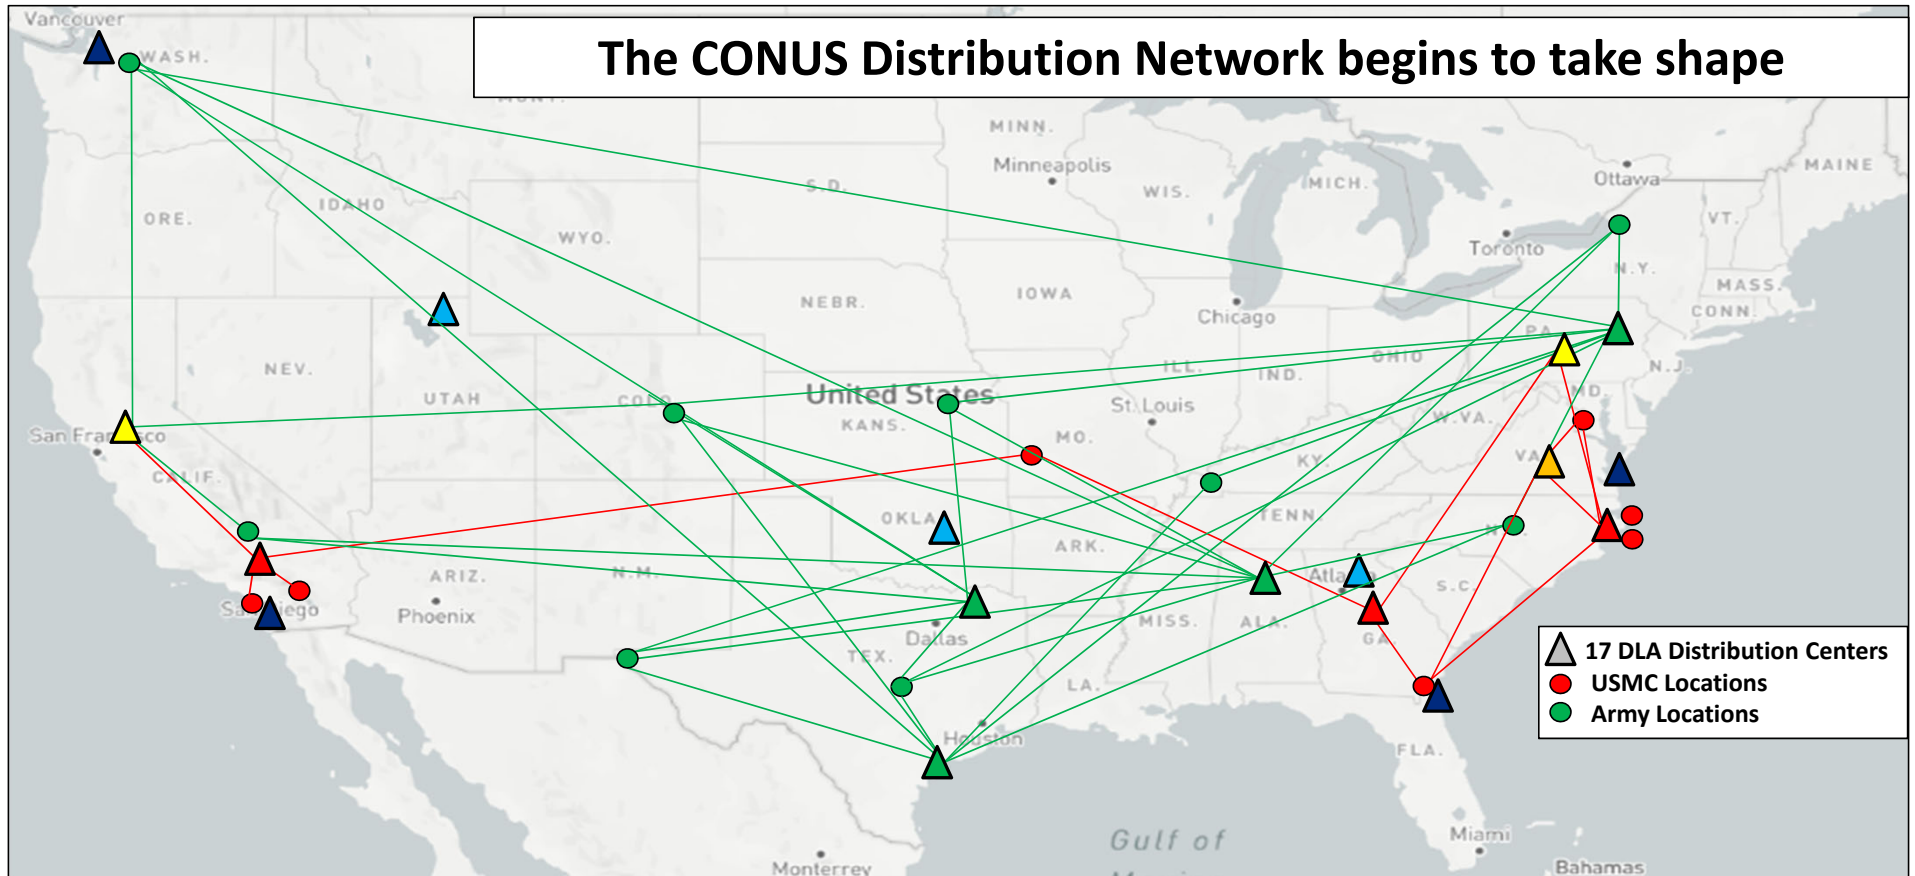 The CONUS Distribution Network begins to take shape
Vancouver
WASH.
MINN.
Minneapolis
Ottawa
MAINE
S.D.
WIS.
MICH.
VT.
ORE.
IDAHO
WYO.
Toronto
N.Y.
MASS.
NEBR.
IOWA
Chicago
CONN.
PA.
NEV.
ILL.
IND.
OHIO
N.J.
UTAH
COLO.
United States
St. Louis
MD.
San Francisco
KANS.
MO.
W.VA.
KY.
VA.
CALIF.
OKLA.
TENN.
ARK.
ARIZ.
N.M.
Atlanta
S.C.
San Diego
Phoenix
Dallas
MISS.
ALA.
GA.
TEX.
LA.
Houston
FLA.
17 DLA Distribution Centers
USMC Locations
Army Locations
Gulf of
Miami
Monterrey
Bahamas